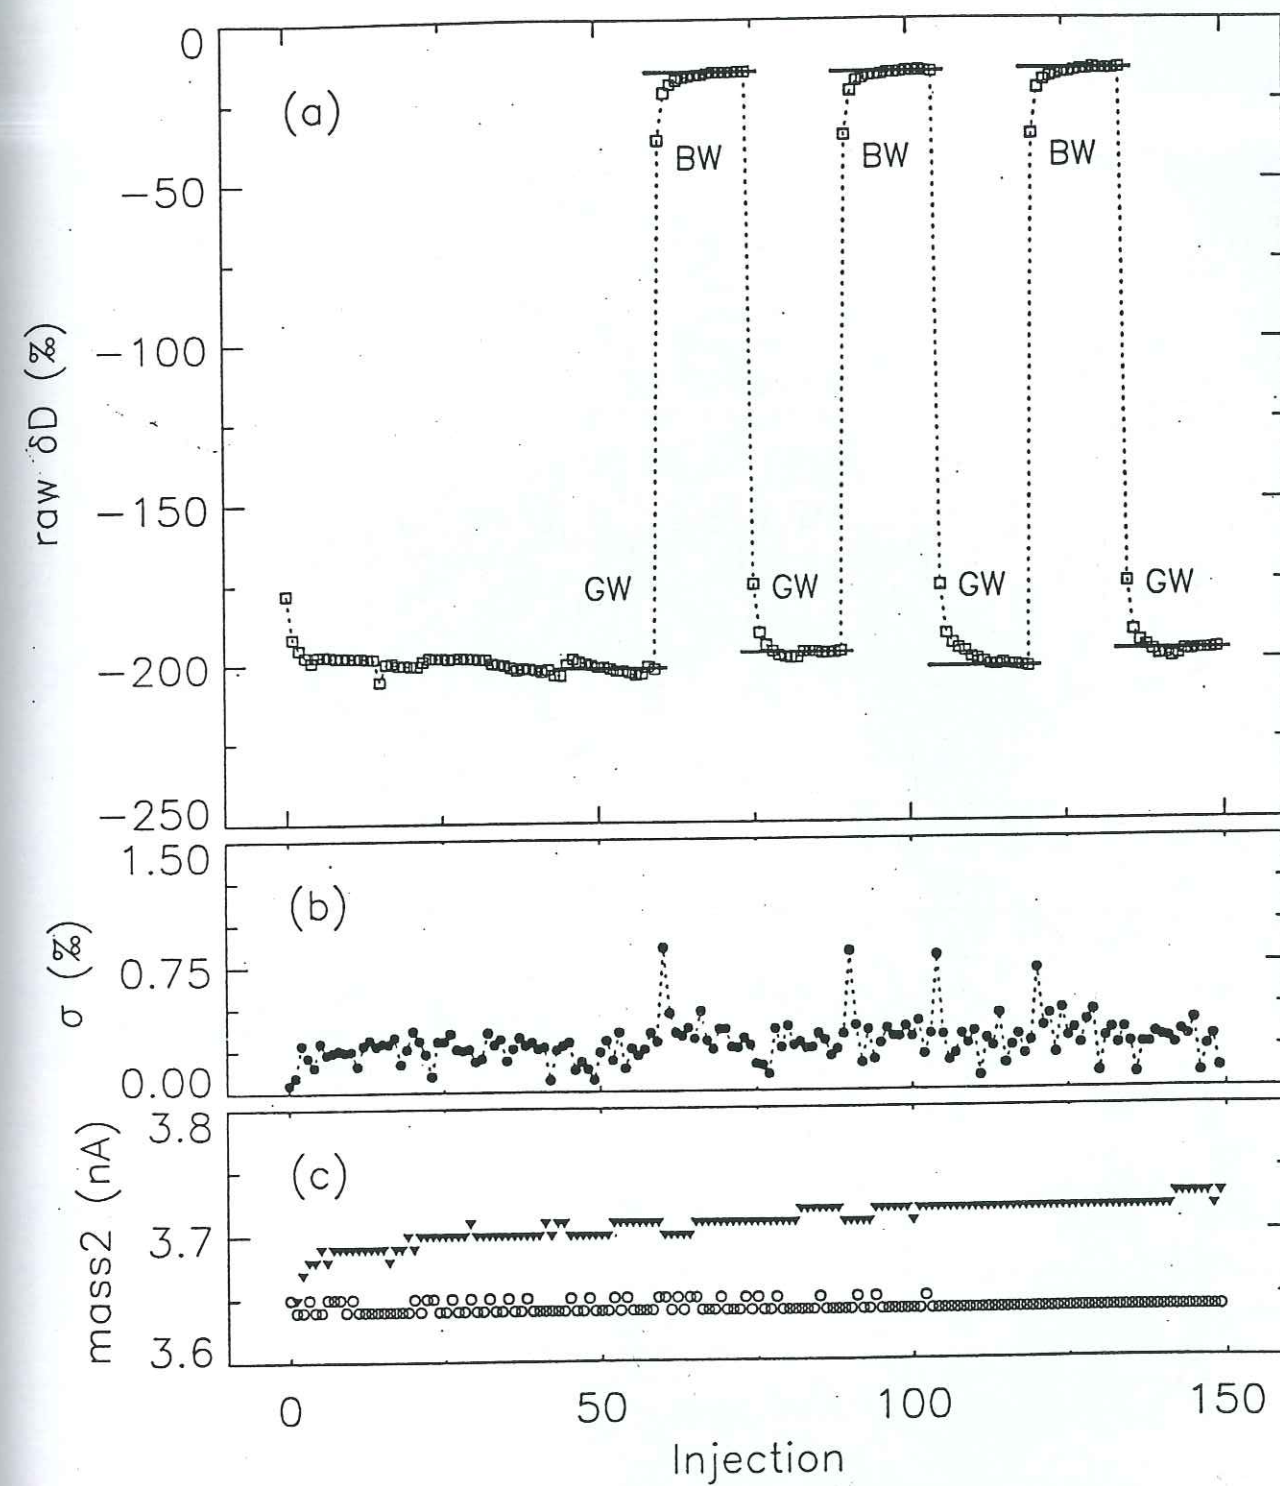 0
(a)
BW
BW
BW
−50
−100
raw δD (‰)
−150
GW
GW
GW
GW
−200
−250
1.50
(b)
σ (‰)
0.75
0.00
3.8
(c)
mass2 (nA)
3.7
3.6
0
50
100
150
Injection